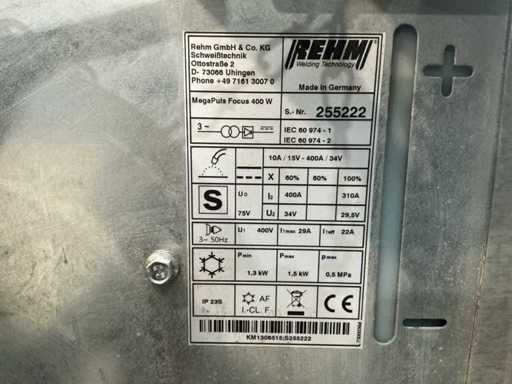 Rehm GmbH & Co. KG
Schweißtechnik
Ottostraße 2
D- 73066 Uhingen
Phone +49 7161 3007 0
REHM
Welding Technology
Made in Germany
MegaPuls Focus 400 W
S.- Nr. 255222
3~
IEC 60 974 - 1
IEC 60 974 - 2
10A / 15V - 400A / 34V
X 60% 60% 100%
S
U0 I2 400A 310A
75V U2 34V 29,5V
3~ 50Hz U1 400V I1max 29A I1eff 22A
Pmin Pmax pmax
1,3 kW 1,5 kW 0,5 MPa
IP 23S
AF
I.-CL. F
CE
KM1306515;S255222